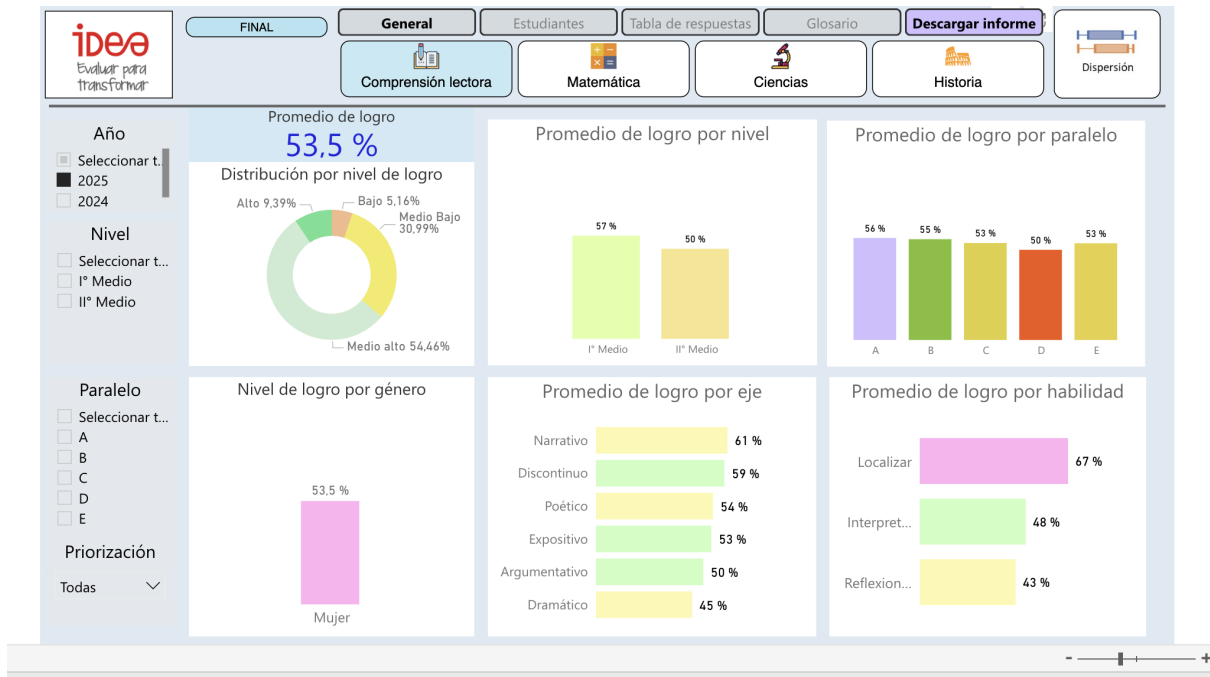 idea
Evaluar para
transformar
FINAL
General
Estudiantes
Tabla de respuestas
Glosario
Descargar informe
Comprensión lectora
Matemática
Ciencias
Historia
Dispersión
Año
Seleccionar t...
2025
2024
Nivel
Seleccionar t...
I° Medio
II° Medio
Paralelo
Seleccionar t...
A
B
C
D
E
Priorización
Todas
Promedio de logro
53,5 %
Distribución por nivel de logro
Alto 9,39%
Bajo 5,16%
Medio Bajo
30,99%
Medio alto 54,46%
Promedio de logro por nivel
57 %
50 %
I° Medio
II° Medio
Promedio de logro por paralelo
56 %
55 %
53 %
50 %
53 %
A
B
C
D
E
Nivel de logro por género
53,5 %
Mujer
Promedio de logro por eje
Narrativo 61 %
Discontinuo 59 %
Poético 54 %
Expositivo 53 %
Argumentativo 50 %
Dramático 45 %
Promedio de logro por habilidad
Localizar 67 %
Interpret... 48 %
Reflexion... 43 %
- +